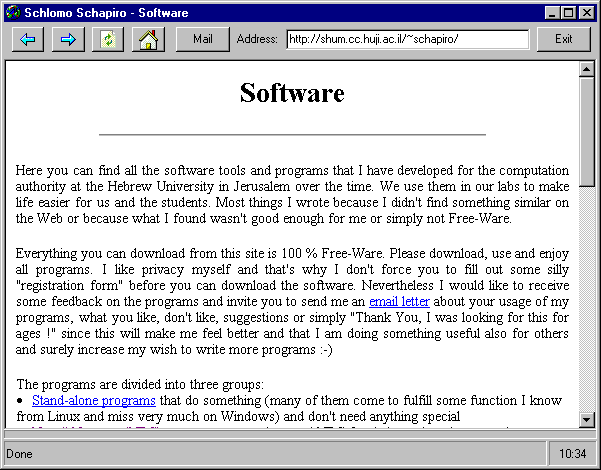 Schlomo Schapiro - Software
Mail Address: http://shum.cc.huji.ac.il/~schapiro/ Exit
Software
Here you can find all the software tools and programs that I have developed for the computation
authority at the Hebrew University in Jerusalem over the time. We use them in our labs to make
life easier for us and the students. Most things I wrote because I didn't find something similar on
the Web or because what I found wasn't good enough for me or simply not Free-Ware.
Everything you can download from this site is 100 % Free-Ware. Please download, use and enjoy
all programs. I like privacy myself and that's why I don't force you to fill out some silly
"registration form" before you can download the software. Nevertheless I would like to receive
some feedback on the programs and invite you to send me an email letter about your usage of my
programs, what you like, don't like, suggestions or simply "Thank You, I was looking for this for
ages !" since this will make me feel better and that I am doing something useful also for others
and surely increase my wish to write more programs :-)
The programs are divided into three groups:
• Stand-alone programs that do something (many of them come to fulfill some function I know
from Linux and miss very much on Windows) and don't need anything special
Done 10:34